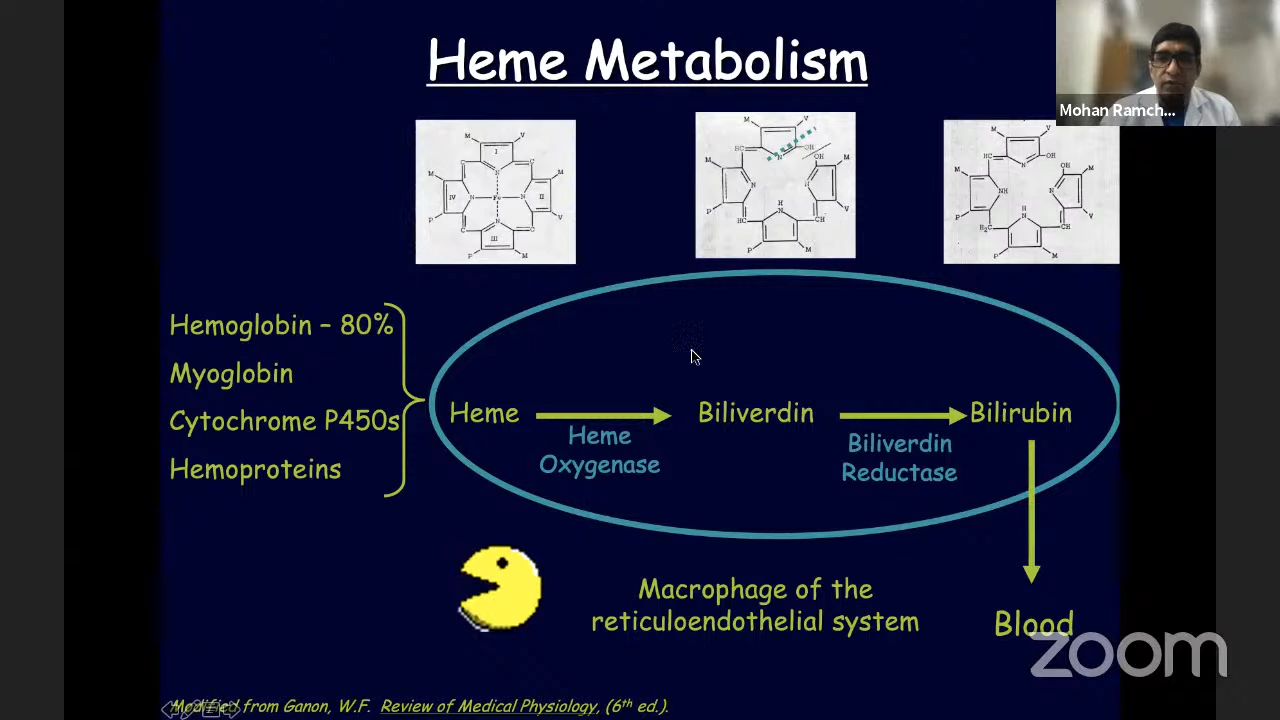 Heme Metabolism
Mohan Ramch...
Hemoglobin – 80%
Myoglobin
Cytochrome P450s
Hemoproteins
Heme
Biliverdin
Bilirubin
Heme
Oxygenase
Biliverdin
Reductase
Macrophage of the
reticuloendothelial system
Blood
zoom
Modified from Ganon, W.F. Review of Medical Physiology, (6th ed.).